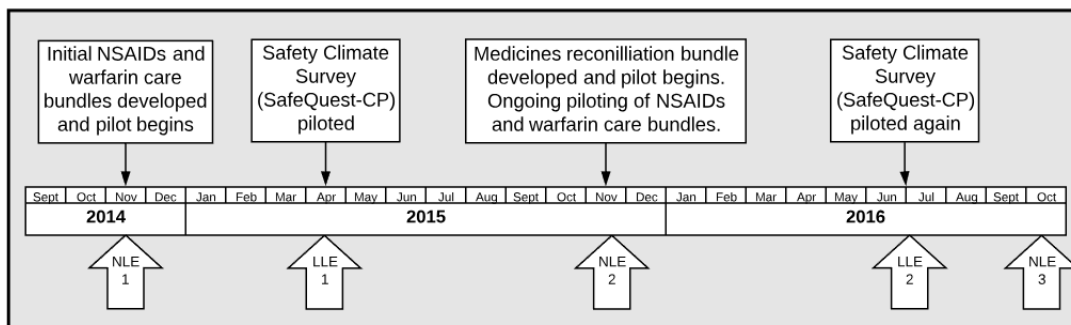 Initial NSAIDs and
warfarin care
bundles developed
and pilot begins
Safety Climate
Survey
(SafeQuest-CP)
piloted
Medicines reconilliation bundle
developed and pilot begins.
Ongoing piloting of NSAIDs
and warfarin care bundles.
Safety Climate
Survey
(SafeQuest-CP)
piloted again
Sept Oct Nov Dec Jan Feb Mar Apr May Jun Jul Aug Sept Oct Nov Dec Jan Feb Mar Apr May Jun Jul Aug Sept Oct
2014 2015 2016
NLE
1
LLE
1
NLE
2
LLE
2
NLE
3